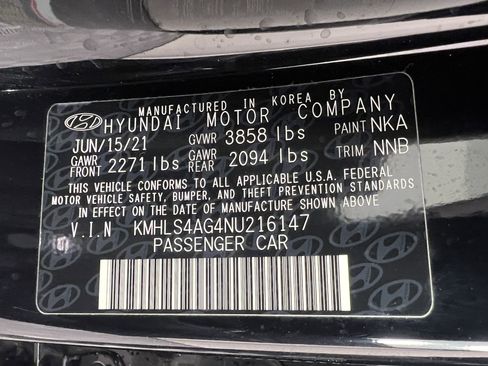 MANUFACTURED IN KOREA BY
HYUNDAI MOTOR COMPANY
JUN/15/21 GVWR 3858 lbs PAINT NKA
GAWR FRONT 2271 lbs GAWR REAR 2094 lbs TRIM NNB
THIS VEHICLE CONFORMS TO ALL APPLICABLE U.S.A. FEDERAL
MOTOR VEHICLE SAFETY, BUMPER, AND THEFT PREVENTION STANDARDS
IN EFFECT ON THE DATE OF MANUFACTURE SHOWN ABOVE
V.I.N KMHLS4AG4NU216147
PASSENGER CAR